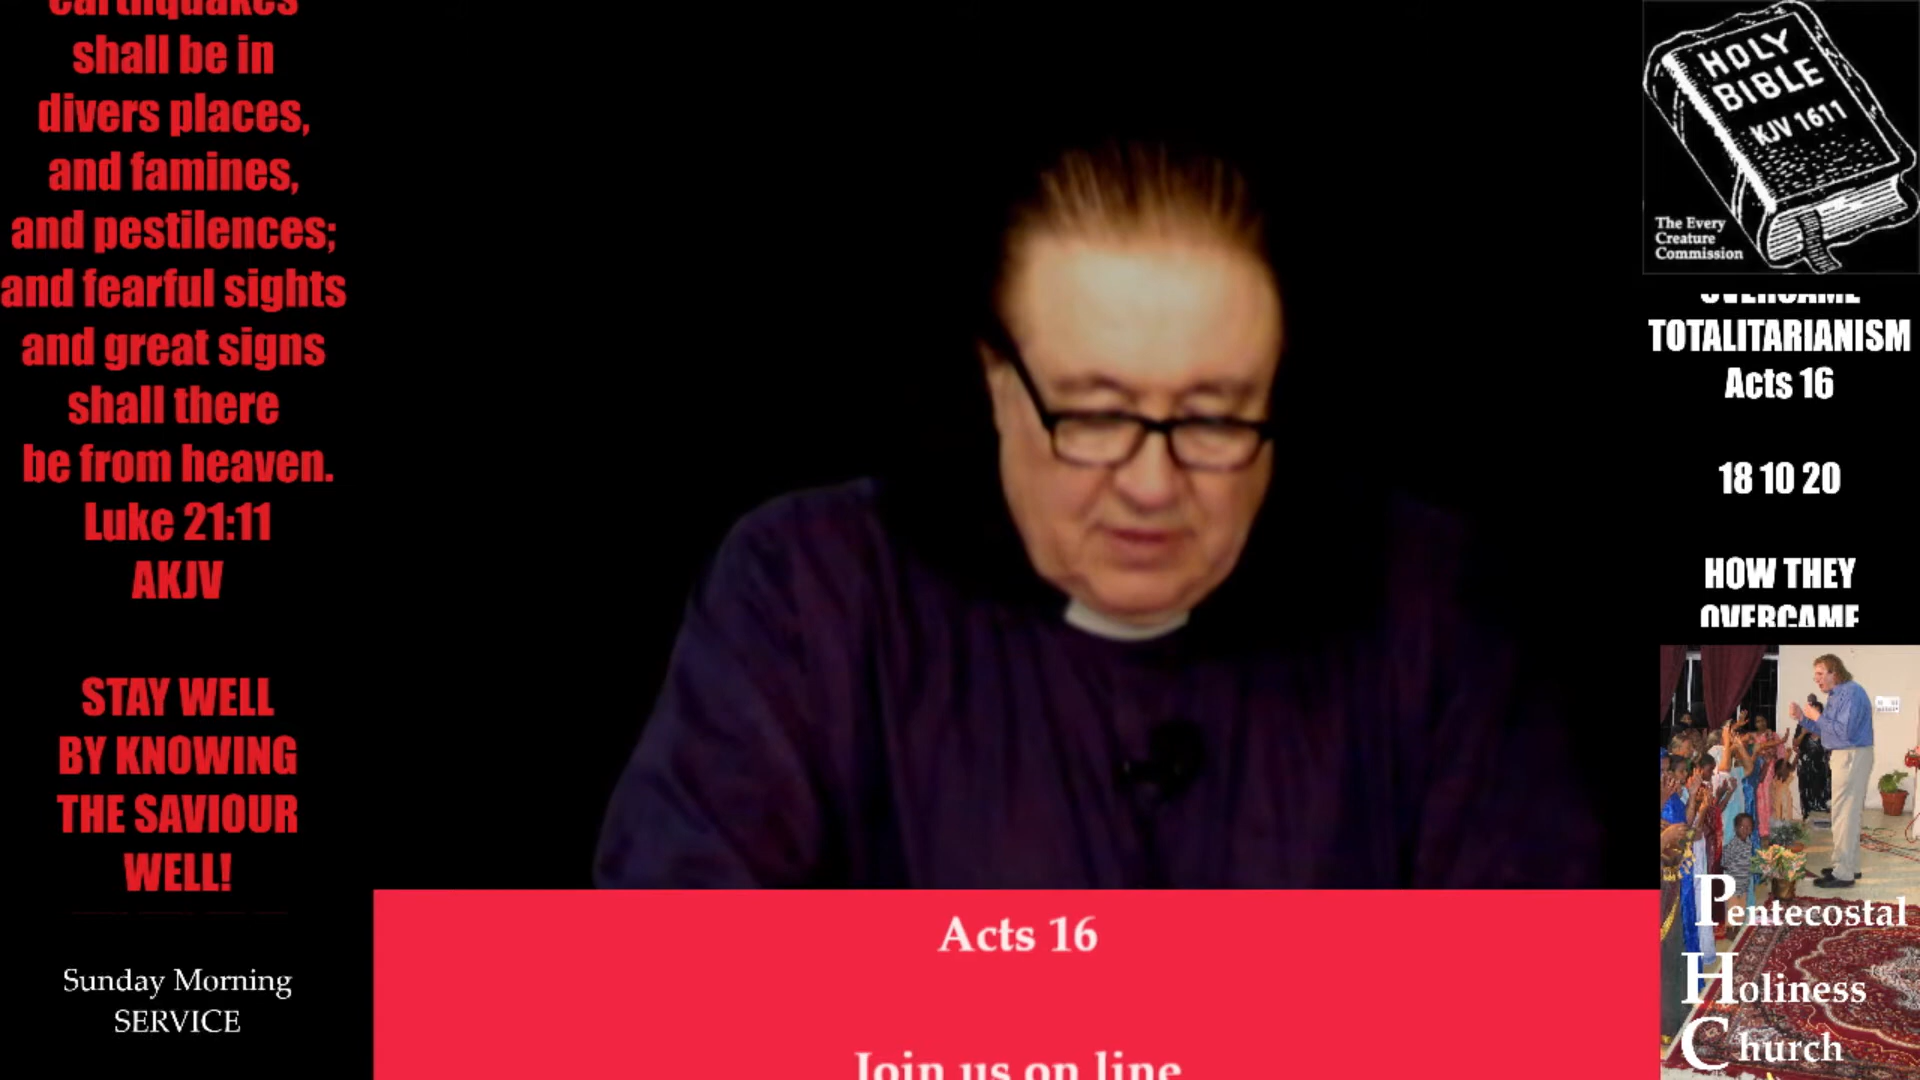 earthquakes
shall be in
divers places,
and famines,
and pestilences;
and fearful sights
and great signs
shall there
be from heaven.
Luke 21:11
AKJV
STAY WELL
BY KNOWING
THE SAVIOUR
WELL!
Sunday Morning
SERVICE
Acts 16
Join us on line
HOLY
BIBLE
KJV 1611
The Every
Creature
Commission
OVERCAME
TOTALITARIANISM
Acts 16
18 10 20
HOW THEY
OVERCAME
Pentecostal
Holiness
Church